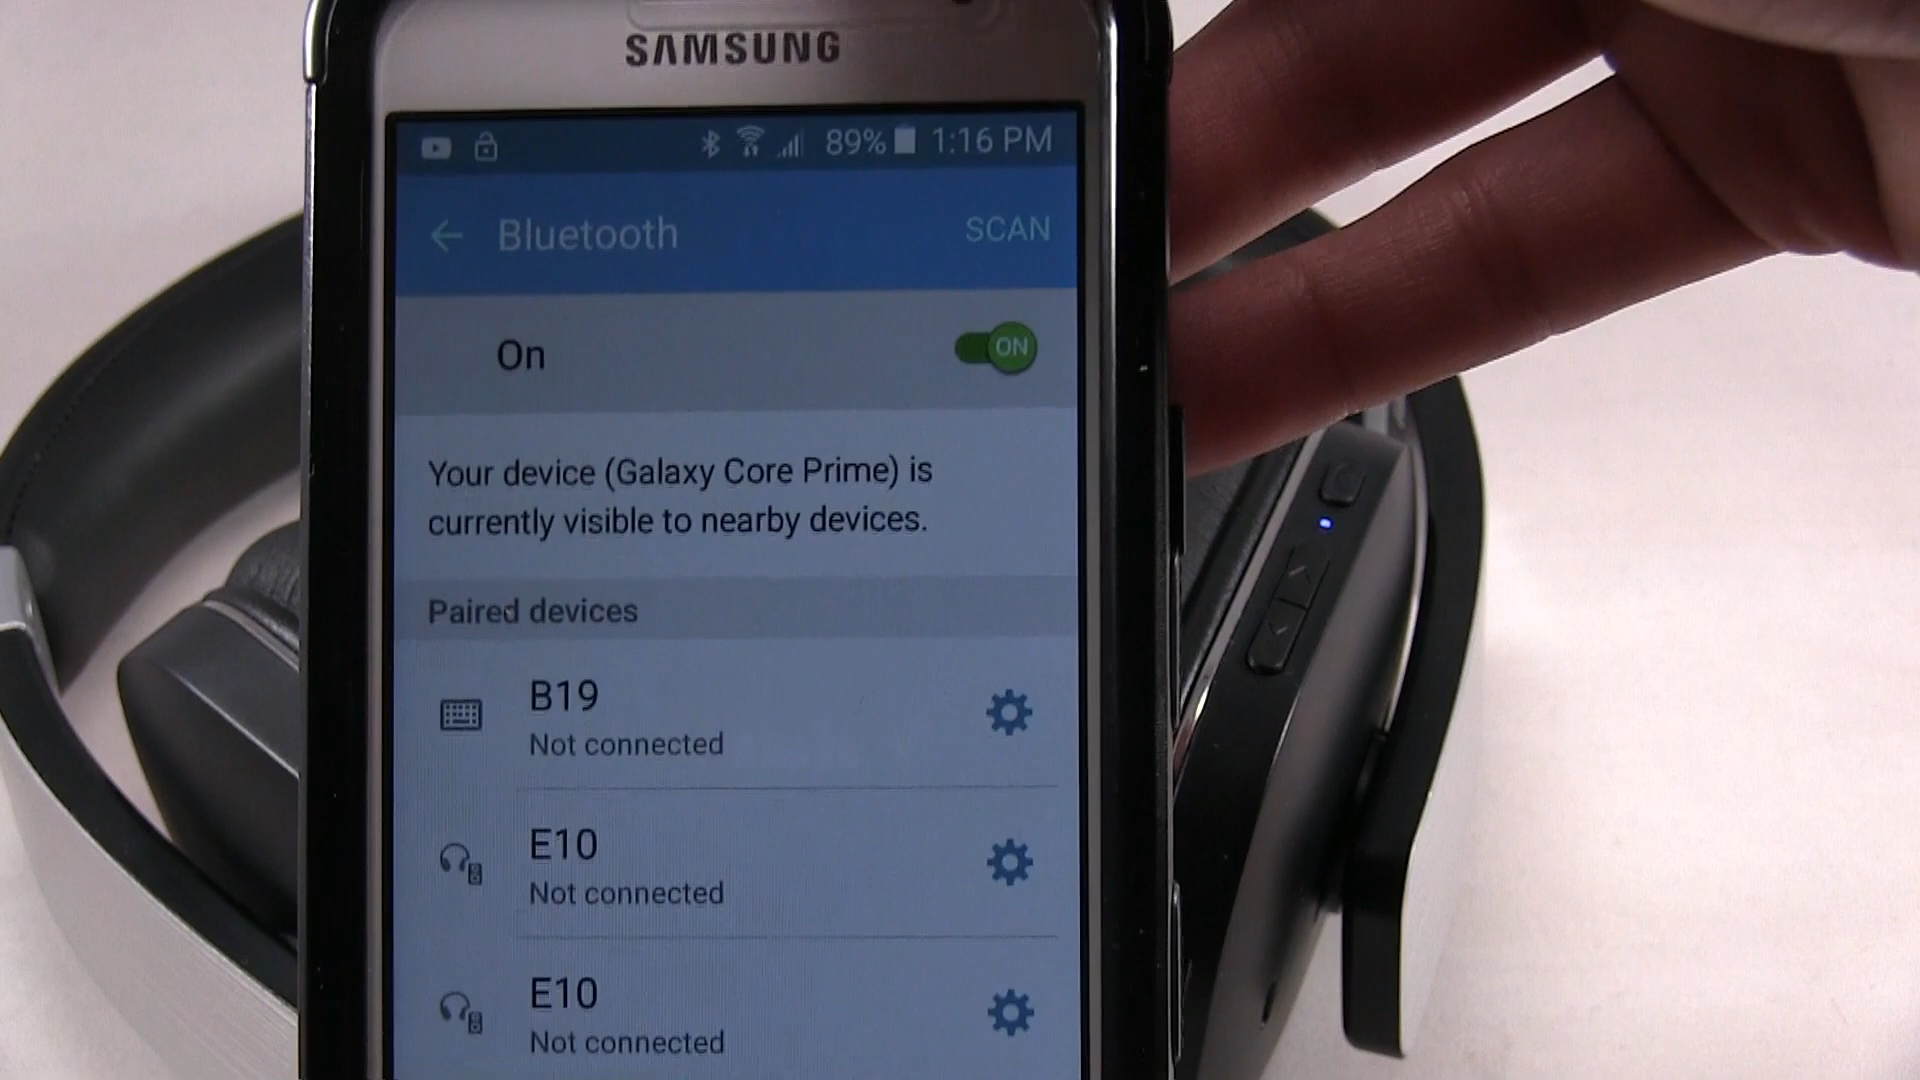 SAMSUNG
89% 1:16 PM
Bluetooth SCAN
On ON
Your device (Galaxy Core Prime) is
currently visible to nearby devices.
Paired devices
B19
Not connected
E10
Not connected
E10
Not connected